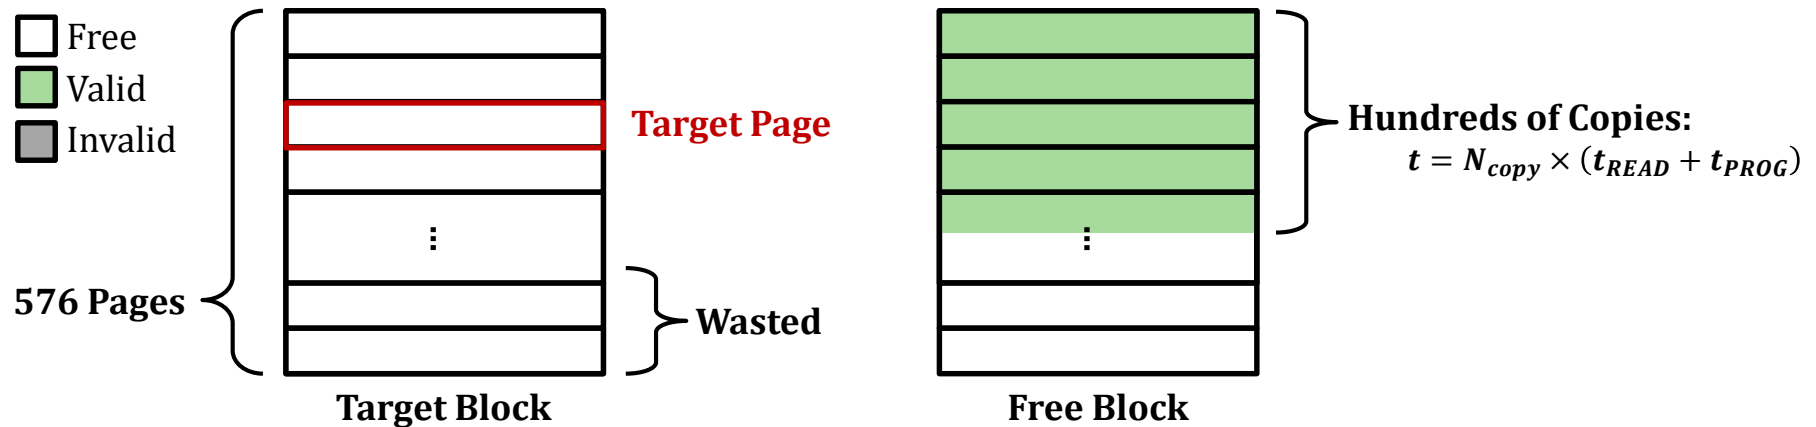 Free
Valid
Invalid
576 Pages
Target Page
⋮
Wasted
Target Block
⋮
Free Block
Hundreds of Copies:
t = N_copy × (t_READ + t_PROG)